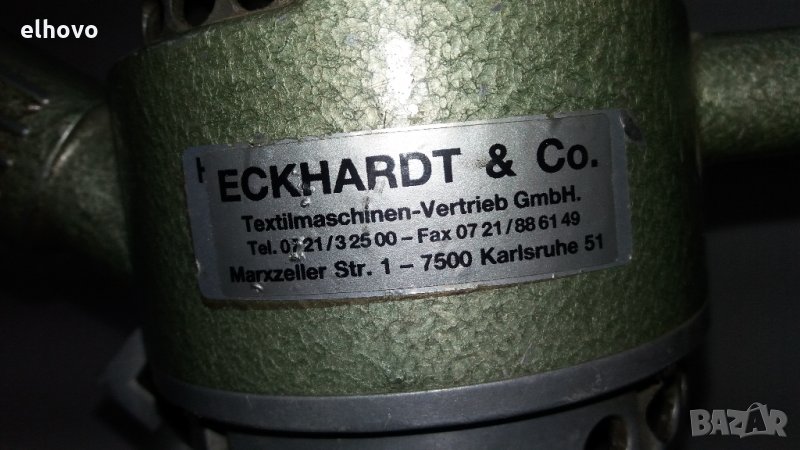 elhovo
ECKHARDT & Co.
Textilmaschinen-Vertrieb GmbH.
Tel. 07 21/3 25 00 – Fax 07 21/88 61 49
Marxzeller Str. 1 – 7500 Karlsruhe 51
BAZAR